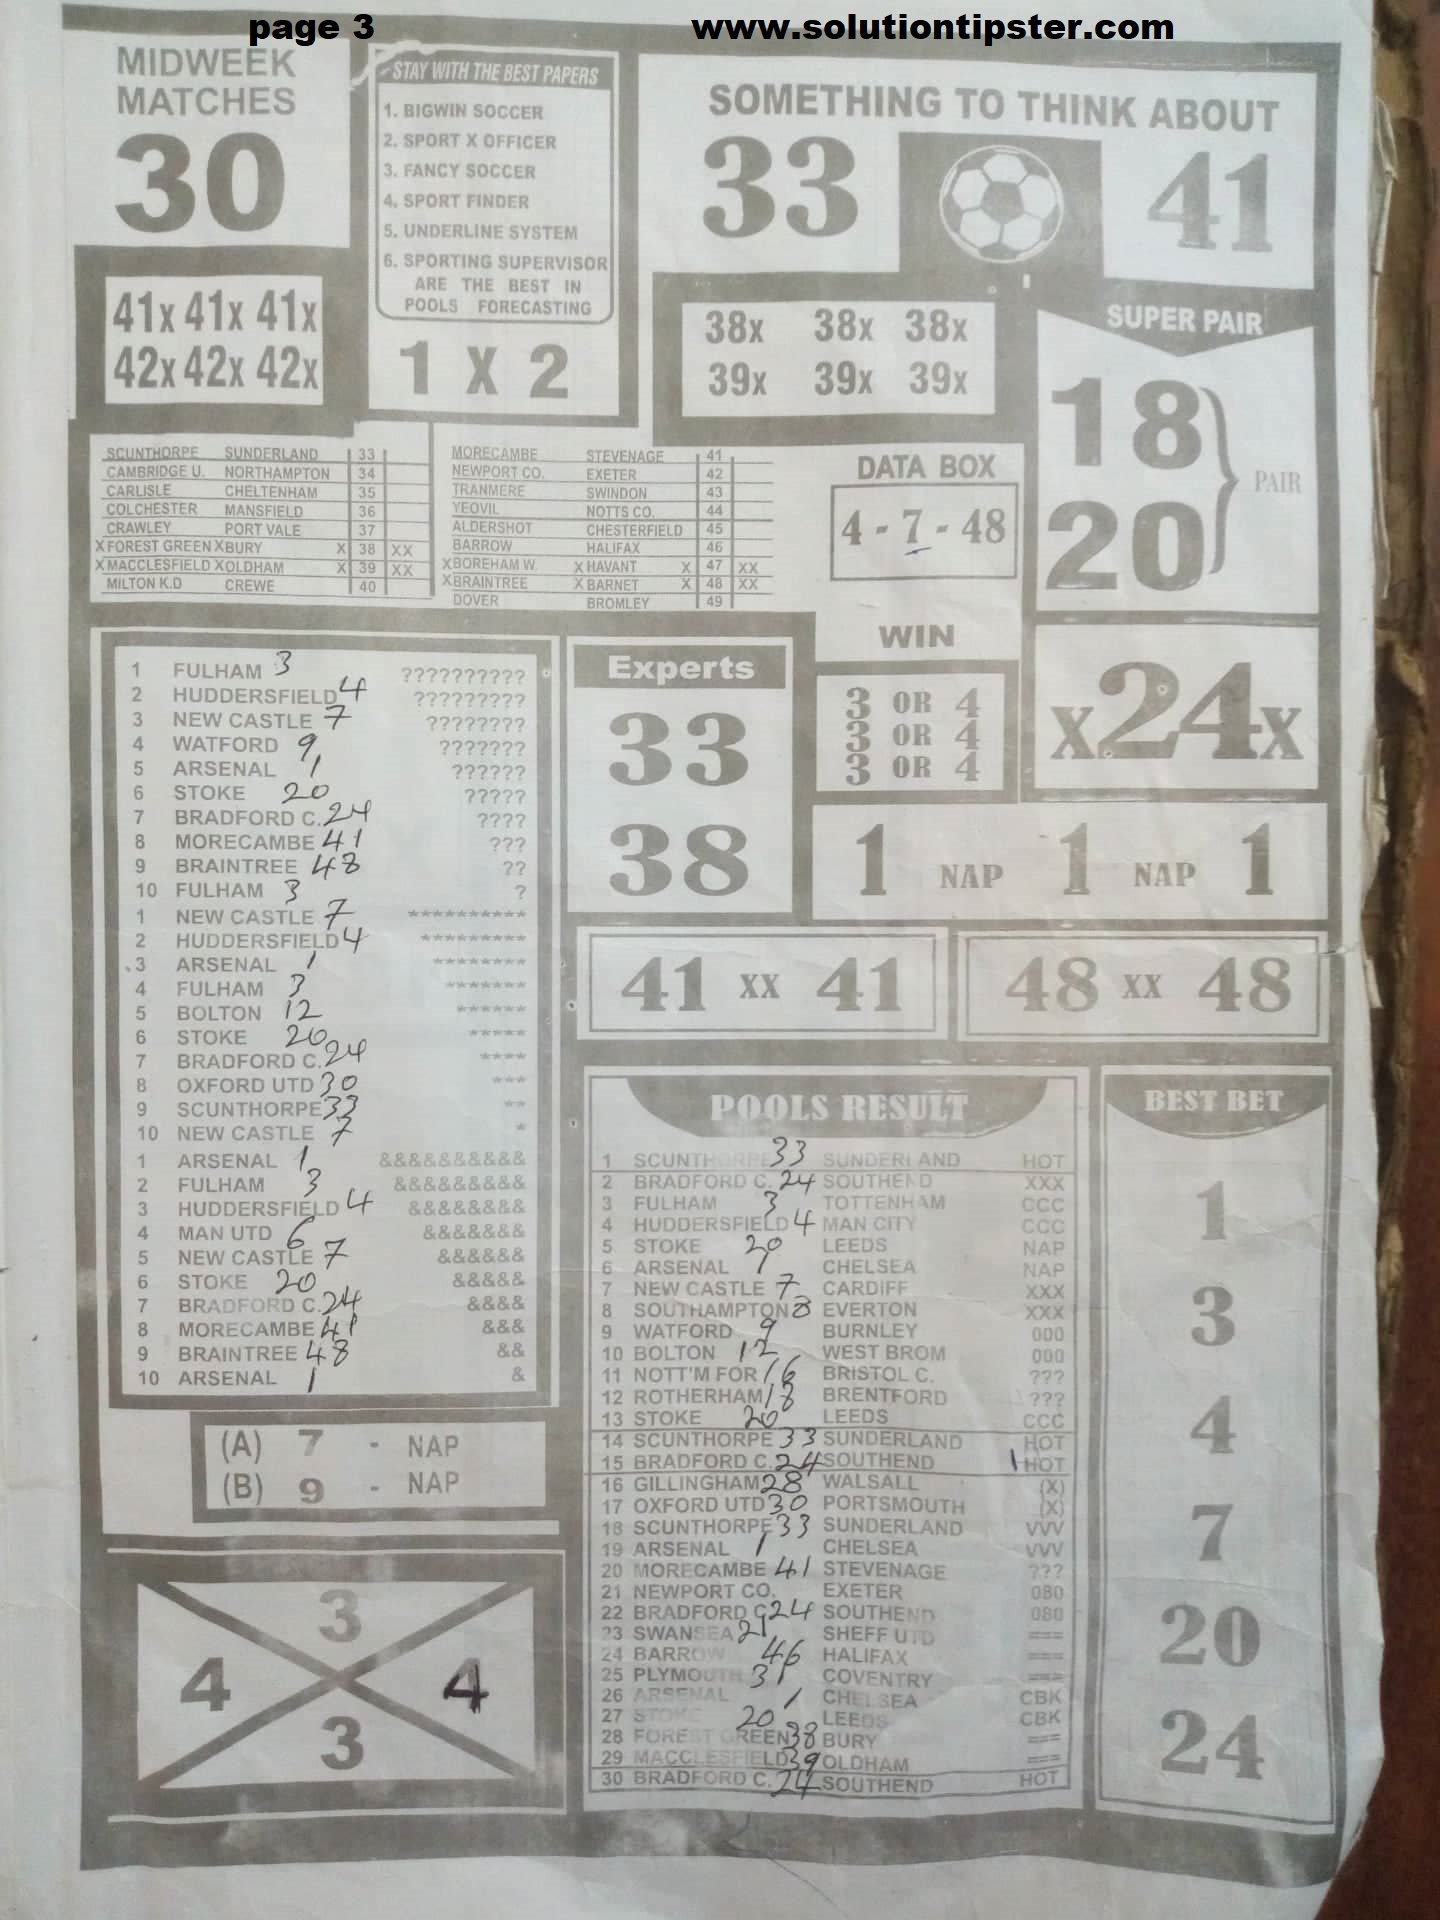 page 3 www.solutiontipster.com
MIDWEEK
MATCHES
30
STAY WITH THE BEST PAPERS
1. BIGWIN SOCCER
2. SPORT X OFFICER
3. FANCY SOCCER
4. SPORT FINDER
5. UNDERLINE SYSTEM
6. SPORTING SUPERVISOR
ARE THE BEST IN
POOLS FORECASTING
1 X 2
SOMETHING TO THINK ABOUT
33 41
41x 41x 41x
42x 42x 42x
38x 38x 38x
39x 39x 39x
SUPER PAIR
18
20
PAIR
SCUNTHORPE SUNDERLAND 33
CAMBRIDGE U. NORTHAMPTON 34
CARLISLE CHELTENHAM 35
COLCHESTER MANSFIELD 36
CRAWLEY PORT VALE 37
X FOREST GREEN X BURY X 38 XX
X MACCLESFIELD X OLDHAM X 39 XX
MILTON K.D CREWE 40
MORECAMBE STEVENAGE 41
NEWPORT CO. EXETER 42
TRANMERE SWINDON 43
YEOVIL NOTTS CO. 44
ALDERSHOT CHESTERFIELD 45
BARROW HALIFAX 46
X BOREHAM W. X HAVANT X 47 XX
X BRAINTREE X BARNET X 48 XX
DOVER BROMLEY 49
DATA BOX
4 - 7 - 48
WIN
3 OR 4
3 OR 4
3 OR 4
X 24 X
1 FULHAM 3 ??????????
2 HUDDERSFIELD 4 ?????????
3 NEW CASTLE 7 ????????
4 WATFORD 9 ???????
5 ARSENAL 1 ??????
6 STOKE 20 ?????
7 BRADFORD C. 24 ????
8 MORECAMBE 41 ???
9 BRAINTREE 48 ??
10 FULHAM 3 ?
1 NEW CASTLE 7 **********
2 HUDDERSFIELD 4 *********
3 ARSENAL 1 ********
4 FULHAM 3 *******
5 BOLTON 12 ******
6 STOKE 20 *****
7 BRADFORD C. 24 ****
8 OXFORD UTD 30 ***
9 SCUNTHORPE 33 **
10 NEW CASTLE 7 *
1 ARSENAL 1 &&&&&&&&&&
2 FULHAM 3 &&&&&&&&&
3 HUDDERSFIELD 4 &&&&&&&&
4 MAN UTD 6 &&&&&&&
5 NEW CASTLE 7 &&&&&&
6 STOKE 20 &&&&&
7 BRADFORD C. 24 &&&&
8 MORECAMBE 41 &&&
9 BRAINTREE 48 &&
10 ARSENAL 1 &
Experts
33
38
1 NAP 1 NAP 1
41 XX 41
48 XX 48
(A) 7 - NAP
(B) 9 - NAP
3
4 4
3
POOLS RESULT
1 SCUNTHORPE 33 SUNDERLAND HOT
2 BRADFORD C. 24 SOUTHEND XXX
3 FULHAM 3 TOTTENHAM CCC
4 HUDDERSFIELD 4 MAN CITY CCC
5 STOKE 20 LEEDS NAP
6 ARSENAL 1 CHELSEA NAP
7 NEW CASTLE 7 CARDIFF XXX
8 SOUTHAMPTON 8 EVERTON XXX
9 WATFORD 9 BURNLEY 000
10 BOLTON 12 WEST BROM 000
11 NOTT'M FOR 16 BRISTOL C. ???
12 ROTHERHAM 18 BRENTFORD ???
13 STOKE 20 LEEDS CCC
14 SCUNTHORPE 33 SUNDERLAND HOT
15 BRADFORD C. 24 SOUTHEND HOT
16 GILLINGHAM 28 WALSALL (X)
17 OXFORD UTD 30 PORTSMOUTH (X)
18 SCUNTHORPE 33 SUNDERLAND VVV
19 ARSENAL 1 CHELSEA VVV
20 MORECAMBE 41 STEVENAGE ???
21 NEWPORT CO. EXETER 080
22 BRADFORD C 24 SOUTHEND 080
23 SWANSEA 21 SHEFF UTD ===
24 BARROW 46 HALIFAX ===
25 PLYMOUTH 31 COVENTRY ===
26 ARSENAL 1 CHELSEA CBK
27 STOKE 20 LEEDS CBK
28 FOREST GREEN 38 BURY ===
29 MACCLESFIELD 39 OLDHAM ===
30 BRADFORD C. 24 SOUTHEND HOT
BEST BET
1
3
4
7
20
24